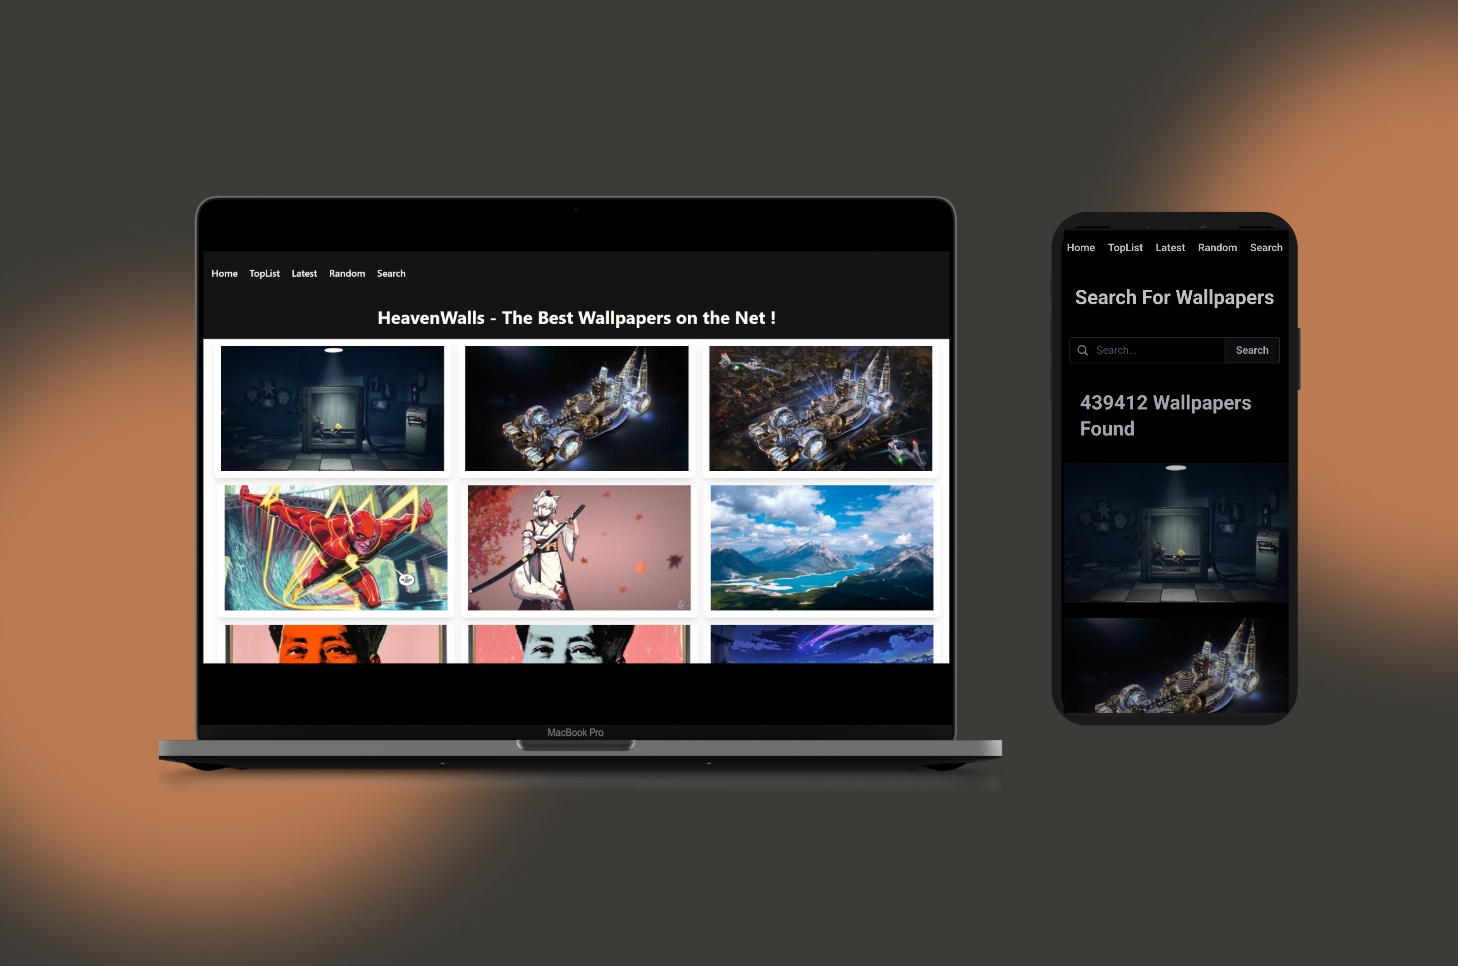 Home TopList Latest Random Search
HeavenWalls - The Best Wallpapers on the Net !
MacBook Pro
Home TopList Latest Random Search
Search For Wallpapers
Search... Search
439412 Wallpapers
Found